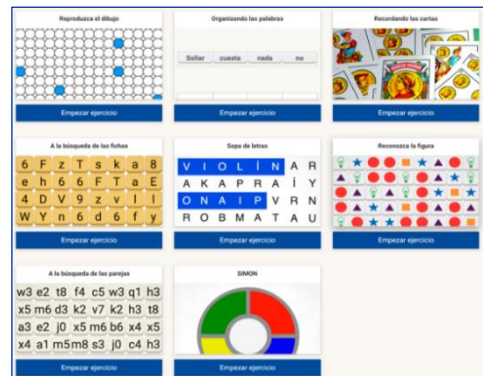 Reproduzca el dibujo
Organizando las palabras
Recordando las cartas
Soñar cuesta nada no
Empezar ejercicio
Empezar ejercicio
Empezar ejercicio
A la búsqueda de las fichas
Sopa de letras
Reconozca la figura
6 F z T s k a 8
e h 6 6 F T a E
4 D V 9 z v I I
W Y n 6 d 6 f y
V I O L Í N A R
A K A P R A Í Y
O N A I P V R N
R O B M A T A U
Empezar ejercicio
Empezar ejercicio
Empezar ejercicio
A la búsqueda de las parejas
SIMON
w3 e2 t8 f4 c5 w3 q1 h3
x5 m6 d3 k2 v7 k2 h3 t8
a3 e2 j0 x5 m6 b6 x4 x5
x4 a1 m5 m8 s3 j0 c4 h3
Empezar ejercicio
Empezar ejercicio